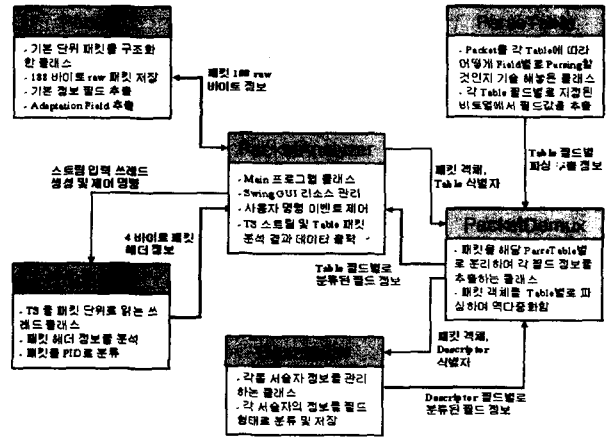 - 기본 단위 패킷을 구조화
한 클래스
- 188 바이트 raw 패킷 저장
- 기본 정보 필드 추출
- Adaptation Field 추출
- Packet을 각 Table에 따라
어떻게 Field별로 Parsing할
것인지 기술 해놓은 클래스
- 각 Table 필드별로 지정된
비트열에서 필드값을 추출
패킷 188 raw
바이트 정보
스트림 입력 쓰레드
생성 및 제어 명령
- Main 프로그램 클래스
- Swing GUI 리소스 관리
- 사용자 명령 이벤트 제어
- TS 스트림 및 Table 패킷
분석 결과 데이터 출력
패킷 객체,
Table 식별자
Table 필드별
파싱 추출 정보
4 바이트 패킷
헤더 정보
PacketDemux
- 패킷을 해당 ParseTable별
로 분리하여 각 필드 정보를
추출하는 클래스
- 패킷 객체를 Table별로 파
싱하여 역다중화함
Table 필드별로
분류된 필드 정보
- TS 를 패킷 단위로 읽는 쓰
레드 클래스
- 패킷 헤더 정보를 분석
- 패킷을 PID로 분류
패킷 객체,
Descriptor
식별자
- 각종 서술자 정보를 관리
하는 클래스
- 각 서술자의 정보를 필드
형태로 분류 및 저장
Descriptor 필드별로
분류된 필드 정보